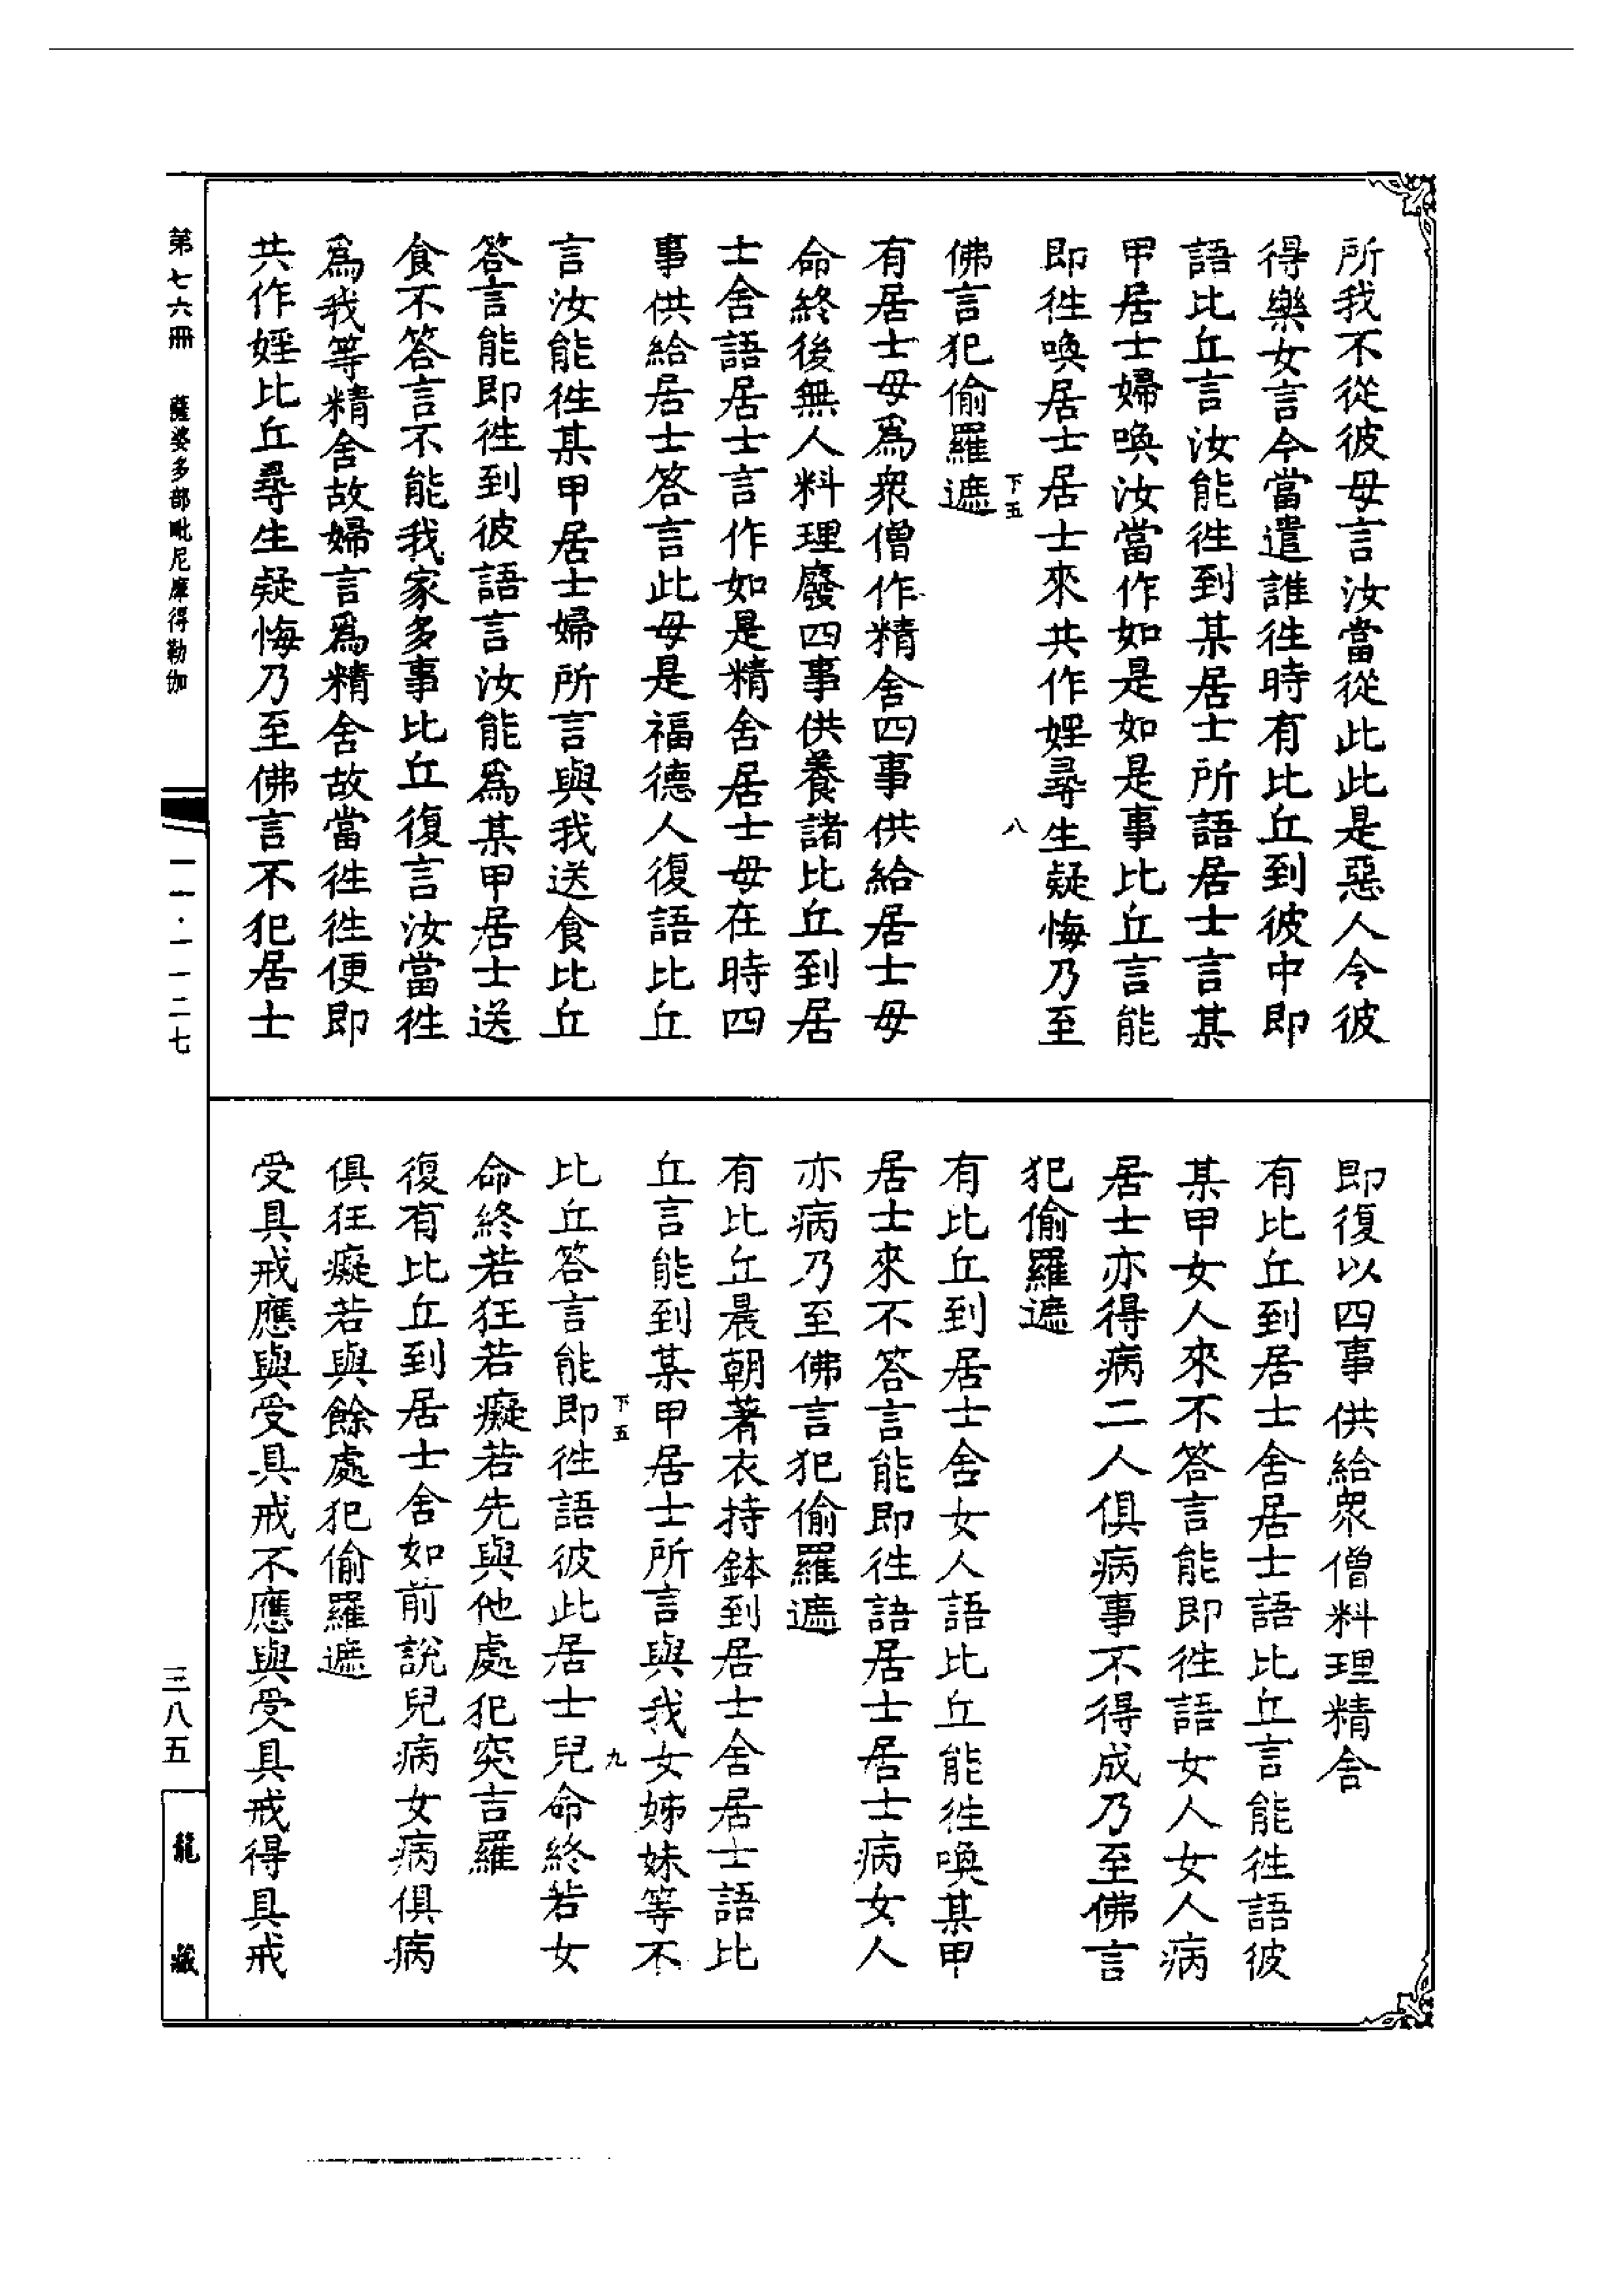 所我不從彼母言汝當從此此是惡人令彼
得樂女言今當遣誰徃時有比丘到彼中即
語比丘言汝能徃到某居士所語居士言某
甲居士婦喚汝當作如是如是事比丘言能
即徃喚居士居士來共作婬尋生疑悔乃至
下五
八
佛言犯偷羅遮
有居士母爲衆僧作精舍四事供給居士母
命終後無人料理廢四事供養諸比丘到居
士舍語居士言作如是精舍居士母在時四
事供給居士答言此母是福德人復語比丘
言汝能徃某甲居士婦所言與我送食比丘
答言能即徃到彼語言汝能爲某甲居士送
食不答言不能我家多事比丘復言汝當徃
爲我等精舍故婦言爲精舍故當徃徃便即
共作婬比丘尋生疑悔乃至佛言不犯居士
即復以四事供給衆僧料理精舍
有比丘到居士舍居士語比丘言能徃語彼
某甲女人來不答言能即徃語女人女人病
居士亦得病二人俱病事不得成乃至佛言
犯偷羅遮
有比丘到居士舍女人語比丘能徃喚某甲
居士來不答言能即徃語居士居士病女人
亦病乃至佛言犯偷羅遮
有比丘晨朝著衣持鉢到居士舍居士語比
丘言能到某甲居士所言與我女姊妹等不
下五
九
比丘答言能即徃語彼此居士兒命終若女
命終若狂若癡若先與他處犯突吉羅
復有比丘到居士舍如前說兒病女病俱病
俱狂癡若與餘處犯偷羅遮
受具戒應與受具戒不應與受具戒得具戒
第七六冊 薩婆多部毗尼摩得勒伽
一一·一一二七
三八五
龍藏